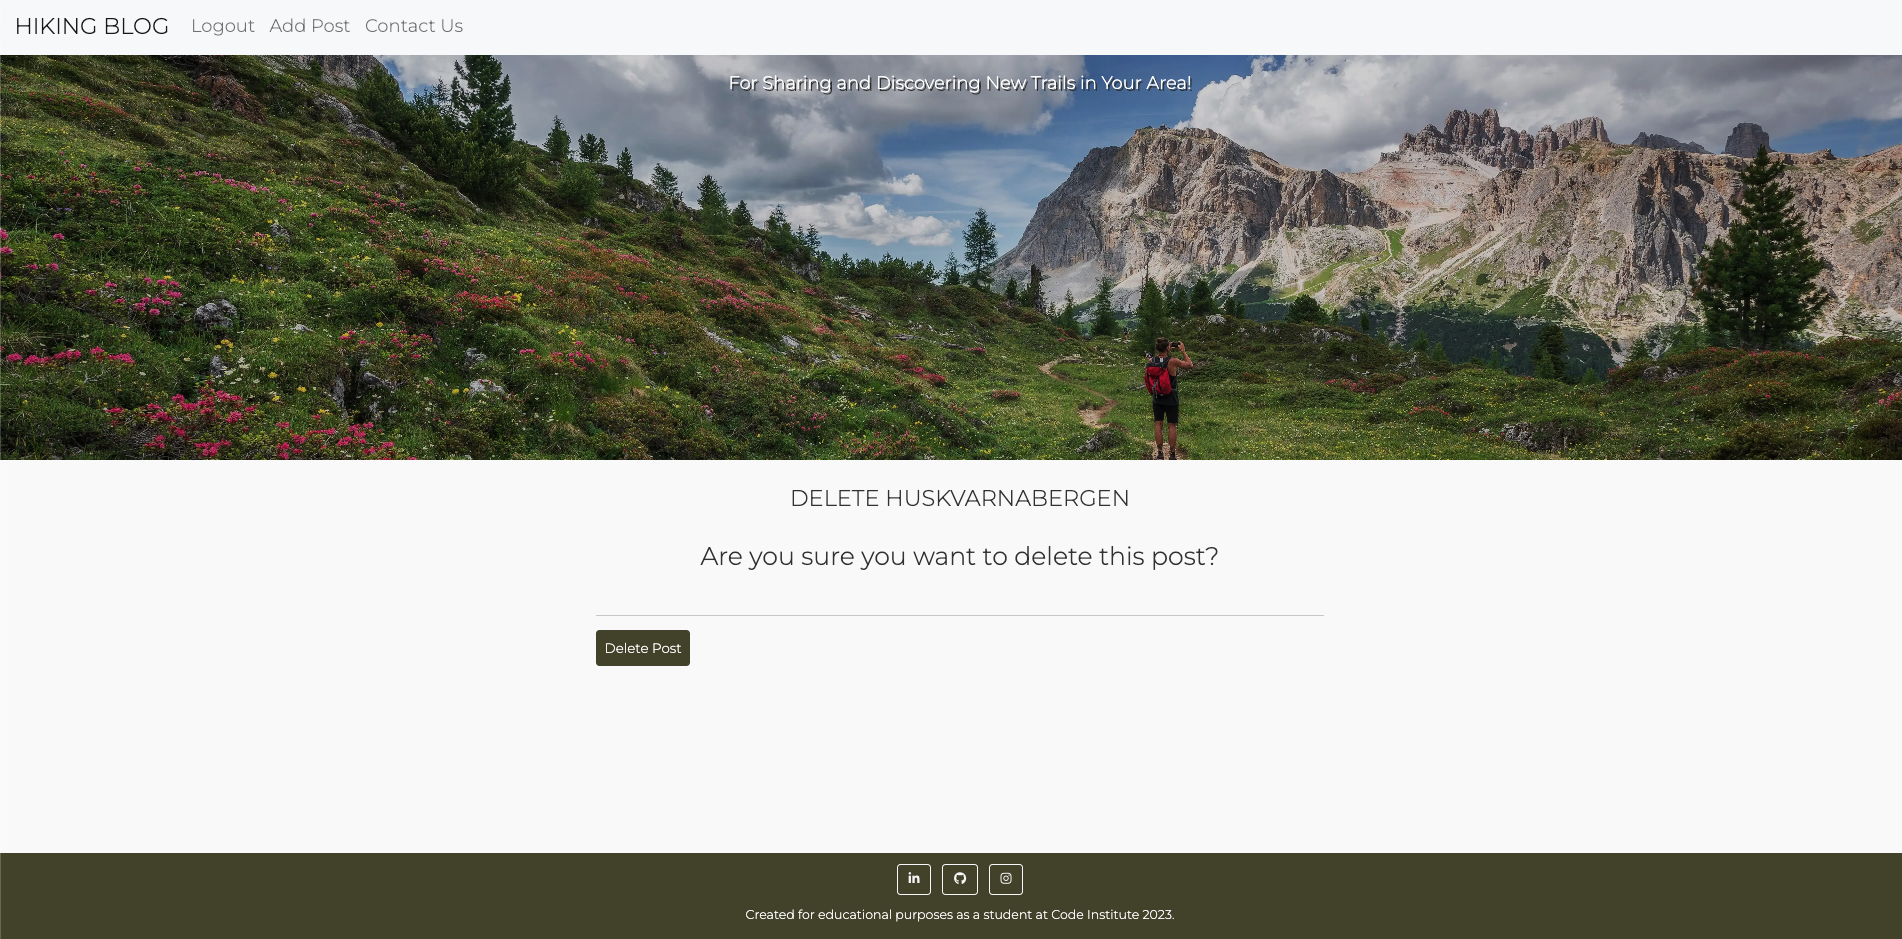 HIKING BLOG Logout Add Post Contact Us
For Sharing and Discovering New Trails in Your Area!
DELETE HUSKVARNABERGEN
Are you sure you want to delete this post?
Delete Post
in
Created for educational purposes as a student at Code Institute 2023.